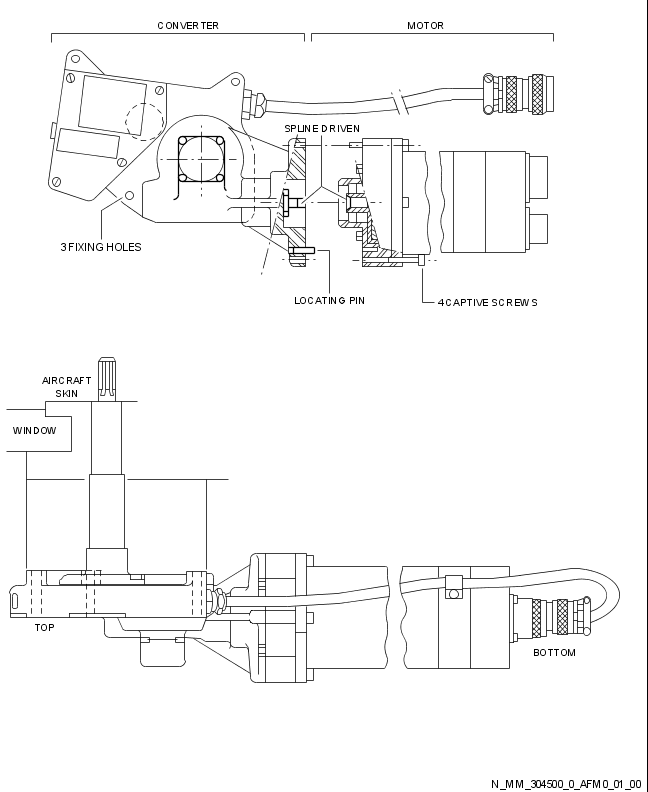 CONVERTER
MOTOR
SPLINE DRIVEN
3 FIXING HOLES
LOCATING PIN
4 CAPTIVE SCREWS
AIRCRAFT
SKIN
WINDOW
TOP
BOTTOM
N_MM_304500_0_AFM0_01_00